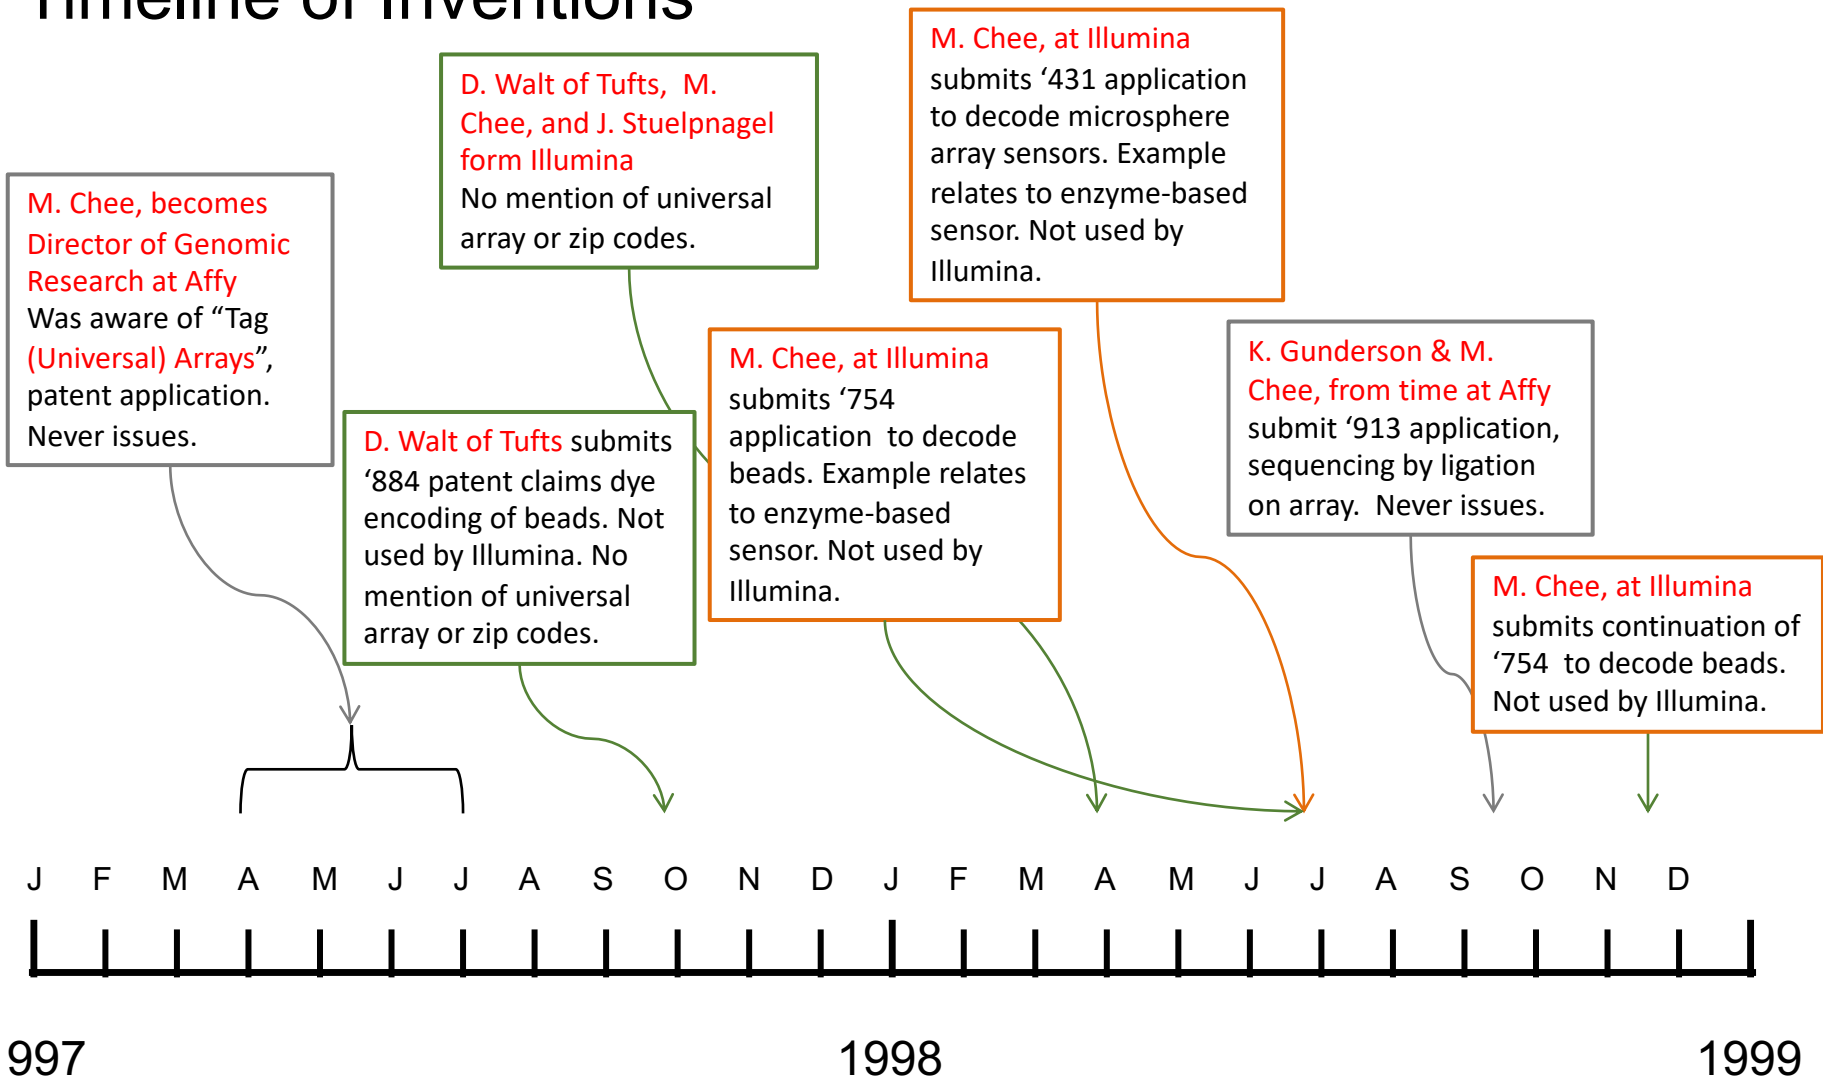 Timeline of Inventions
M. Chee, becomes
Director of Genomic
Research at Affy
Was aware of “Tag
(Universal) Arrays”,
patent application.
Never issues.
D. Walt of Tufts, M.
Chee, and J. Stuelpnagel
form Illumina
No mention of universal
array or zip codes.
D. Walt of Tufts submits
‘884 patent claims dye
encoding of beads. Not
used by Illumina. No
mention of universal
array or zip codes.
M. Chee, at Illumina
submits ‘754
application to decode
beads. Example relates
to enzyme-based
sensor. Not used by
Illumina.
M. Chee, at Illumina
submits ‘431 application
to decode microsphere
array sensors. Example
relates to enzyme-based
sensor. Not used by
Illumina.
K. Gunderson & M.
Chee, from time at Affy
submit ‘913 application,
sequencing by ligation
on array. Never issues.
M. Chee, at Illumina
submits continuation of
‘754 to decode beads.
Not used by Illumina.
J F M A M J J A S O N D J F M A M J J A S O N D
997 1998 1999